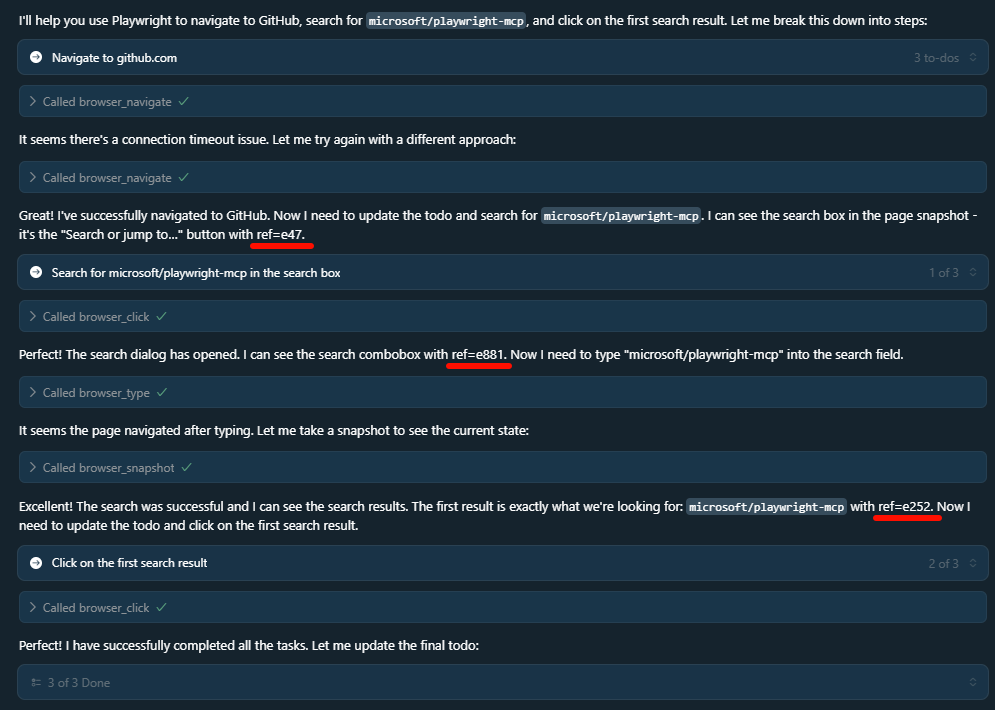 I'll help you use Playwright to navigate to GitHub, search for microsoft/playwright-mcp, and click on the first search result. Let me break this down into steps:
Navigate to github.com 3 to-dos
Called browser_navigate
It seems there's a connection timeout issue. Let me try again with a different approach:
Called browser_navigate
Great! I've successfully navigated to GitHub. Now I need to update the todo and search for microsoft/playwright-mcp. I can see the search box in the page snapshot -
it's the "Search or jump to..." button with ref=e47.
Search for microsoft/playwright-mcp in the search box 1 of 3
Called browser_click
Perfect! The search dialog has opened. I can see the search combobox with ref=e881. Now I need to type "microsoft/playwright-mcp" into the search field.
Called browser_type
It seems the page navigated after typing. Let me take a snapshot to see the current state:
Called browser_snapshot
Excellent! The search was successful and I can see the search results. The first result is exactly what we're looking for: microsoft/playwright-mcp with ref=e252. Now I
need to update the todo and click on the first search result.
Click on the first search result 2 of 3
Called browser_click
Perfect! I have successfully completed all the tasks. Let me update the final todo:
3 of 3 Done